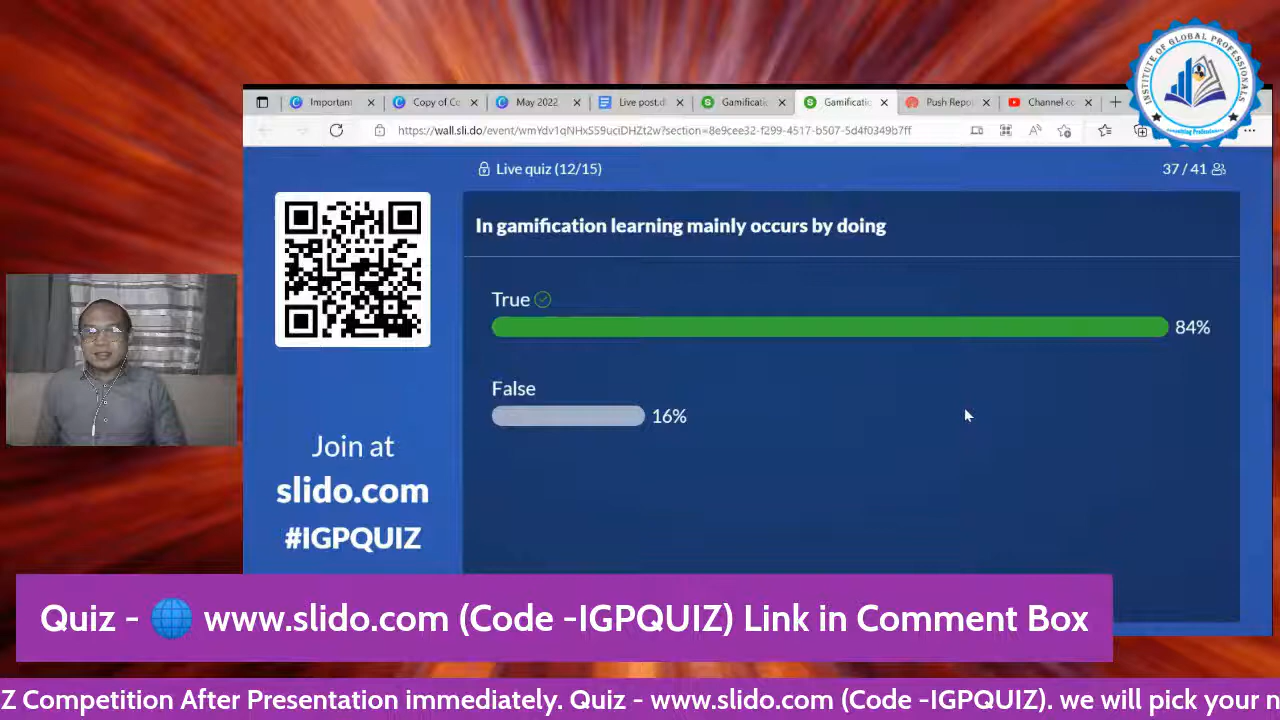 Important
Copy of Co
May 2022
Live post.d
Gamificatic
Gamificatic
Push Repo
Channel co
https://wall.sli.do/event/wmYdv1qNHxS59uciDHZt2w?section=8e9cee32-f299-4517-b507-5d4f0349b7ff
INSTITUTE OF GLOBAL PROFESSIONALS
Live quiz (12/15)
37 / 41
In gamification learning mainly occurs by doing
True
84%
False
16%
Join at
slido.com
#IGPQUIZ
Quiz - www.slido.com (Code -IGPQUIZ) Link in Comment Box
Z Competition After Presentation immediately. Quiz - www.slido.com (Code -IGPQUIZ). we will pick your n